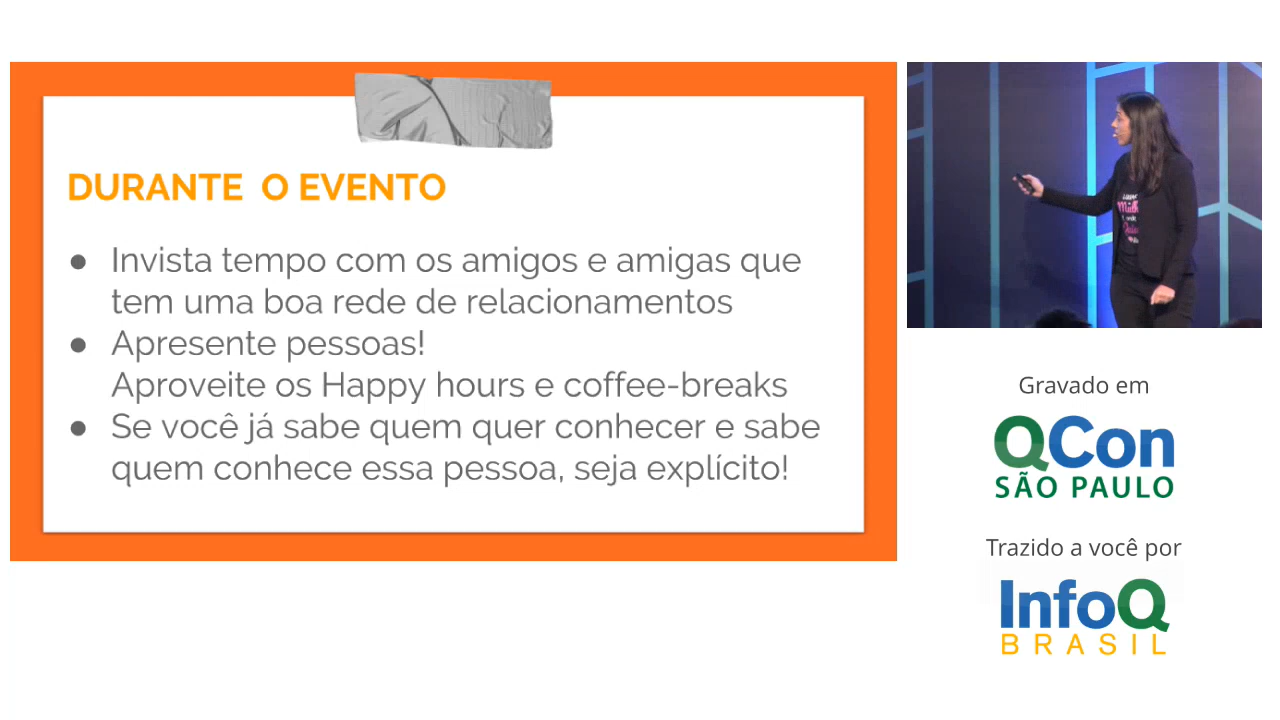 DURANTE O EVENTO
● Invista tempo com os amigos e amigas que
tem uma boa rede de relacionamentos
● Apresente pessoas!
Aproveite os Happy hours e coffee-breaks
● Se você já sabe quem quer conhecer e sabe
quem conhece essa pessoa, seja explícito!
Gravado em
QCon
SÃO PAULO
Trazido a você por
InfoQ
BRASIL